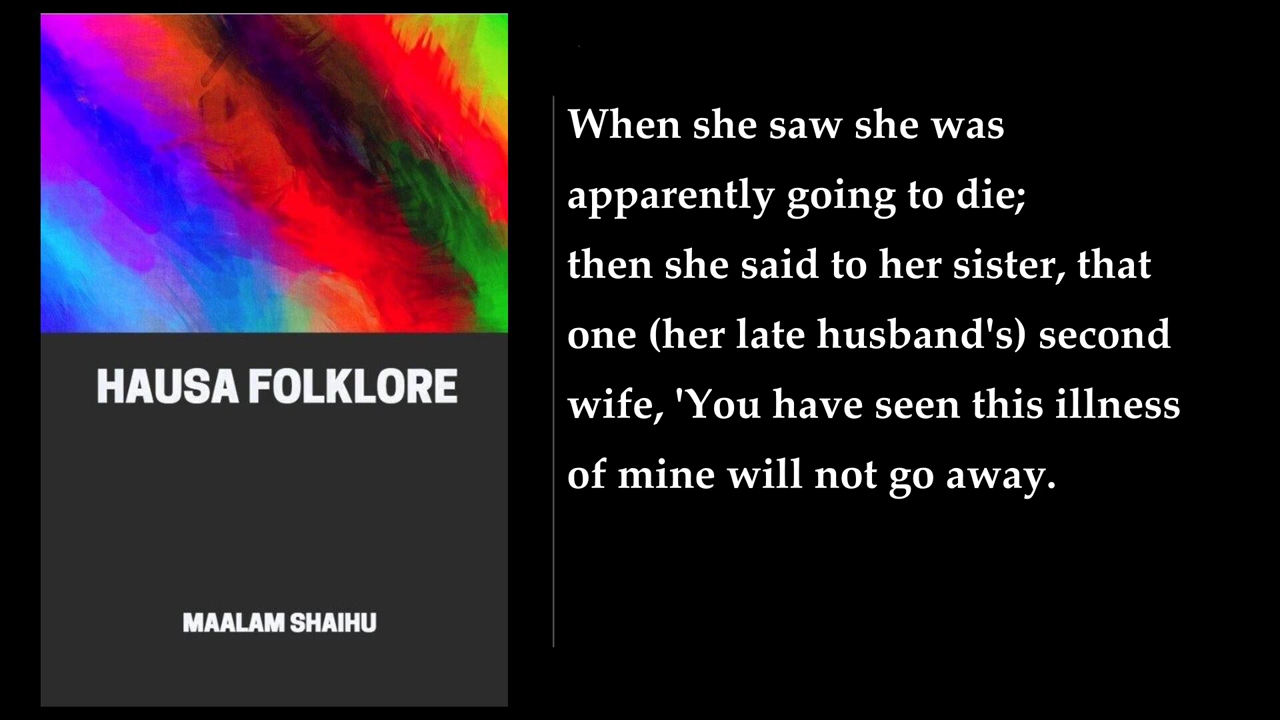 HAUSA FOLKLORE
MAALAM SHAIHU
When she saw she was
apparently going to die;
then she said to her sister, that
one (her late husband's) second
wife, 'You have seen this illness
of mine will not go away.